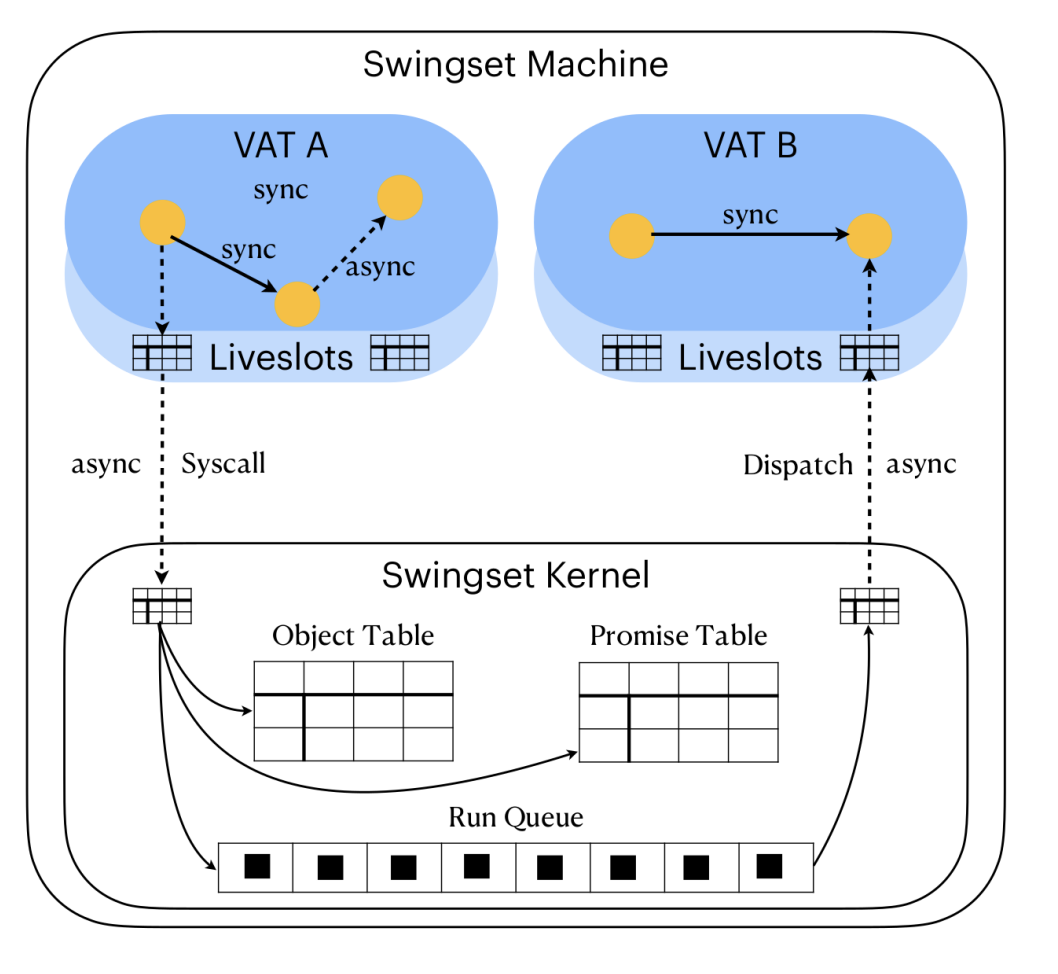 Swingset Machine
VAT A
sync
sync
async
Liveslots
VAT B
sync
Liveslots
async Syscall
Dispatch async
Swingset Kernel
Object Table
Promise Table
Run Queue